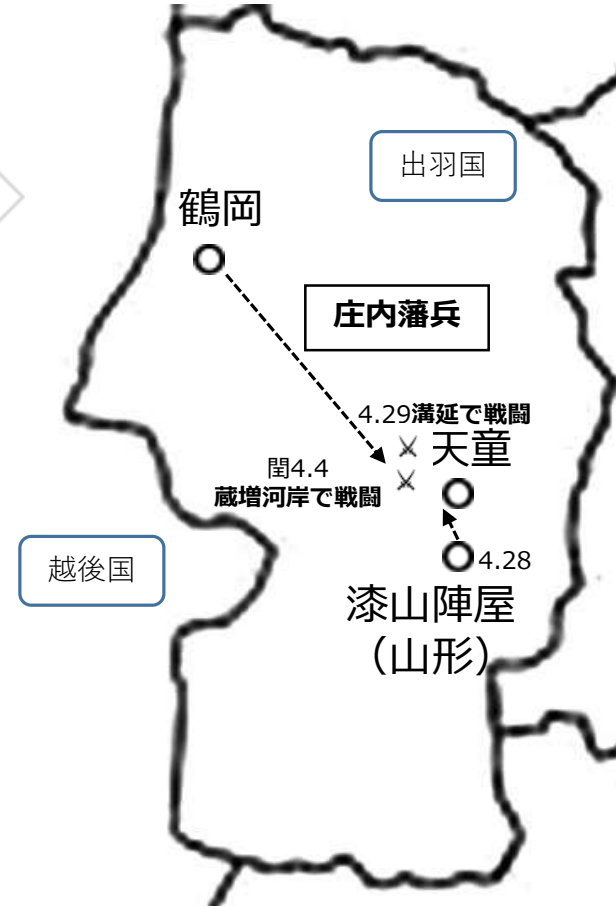 出羽国
鶴岡
庄内藩兵
4.29溝延で戦闘
天童
閏4.4
蔵増河岸で戦闘
越後国
4.28
漆山陣屋
（山形）